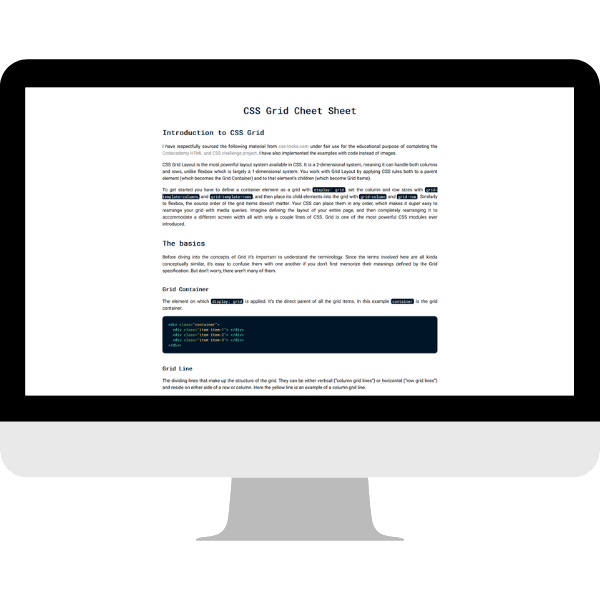 CSS Grid Cheet Sheet
Introduction to CSS Grid
I have respectfully sourced the following material from css-tricks.com under fair use for the educational purpose of completing the
Codecademy HTML and CSS challenge project. I have also implemented the examples with code instead of images.
CSS Grid Layout is the most powerful layout system available in CSS. It is a 2-dimensional system, meaning it can handle both columns
and rows, unlike flexbox which is largely a 1-dimensional system. You work with Grid Layout by applying CSS rules both to a parent
element (which becomes the Grid Container) and to that element's children (which become Grid Items).
To get started you have to define a container element as a grid with display: grid, set the column and row sizes with grid-
template-columns and grid-template-rows, and then place its child elements into the grid with grid-column and grid-row. Similarly
to flexbox, the source order of the grid items doesn't matter. Your CSS can place them in any order, which makes it super easy to
rearrange your grid with media queries. Imagine defining the layout of your entire page, and then completely rearranging it to
accommodate a different screen width all with only a couple lines of CSS. Grid is one of the most powerful CSS modules ever
introduced.
The basics
Before diving into the concepts of Grid it's important to understand the terminology. Since the terms involved here are all kinda
conceptually similar, it's easy to confuse them with one another if you don't first memorize their meanings defined by the Grid
specification. But don't worry, there aren't many of them.
Grid Container
The element on which display: grid is applied. It's the direct parent of all the grid items. In this example container is the grid
container.
<div class="container">
<div class="item item-1"> </div>
<div class="item item-2"> </div>
<div class="item item-3"> </div>
</div>
Grid Line
The dividing lines that make up the structure of the grid. They can be either vertical ("column grid lines") or horizontal ("row grid lines")
and reside on either side of a row or column. Here the yellow line is an example of a column grid line.